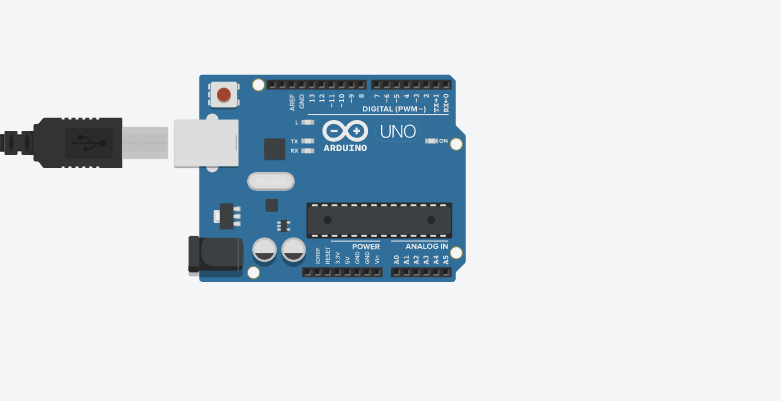 AREF
GND
13
12
~11
~10
~9
8
7
~6
~5
4
~3
2
TX→1
RX←0
DIGITAL (PWM~)
L
TX
RX
UNO
ARDUINO
ON
POWER
ANALOG IN
IOREF
RESET
3.3V
5V
GND
GND
Vin
A0
A1
A2
A3
A4
A5